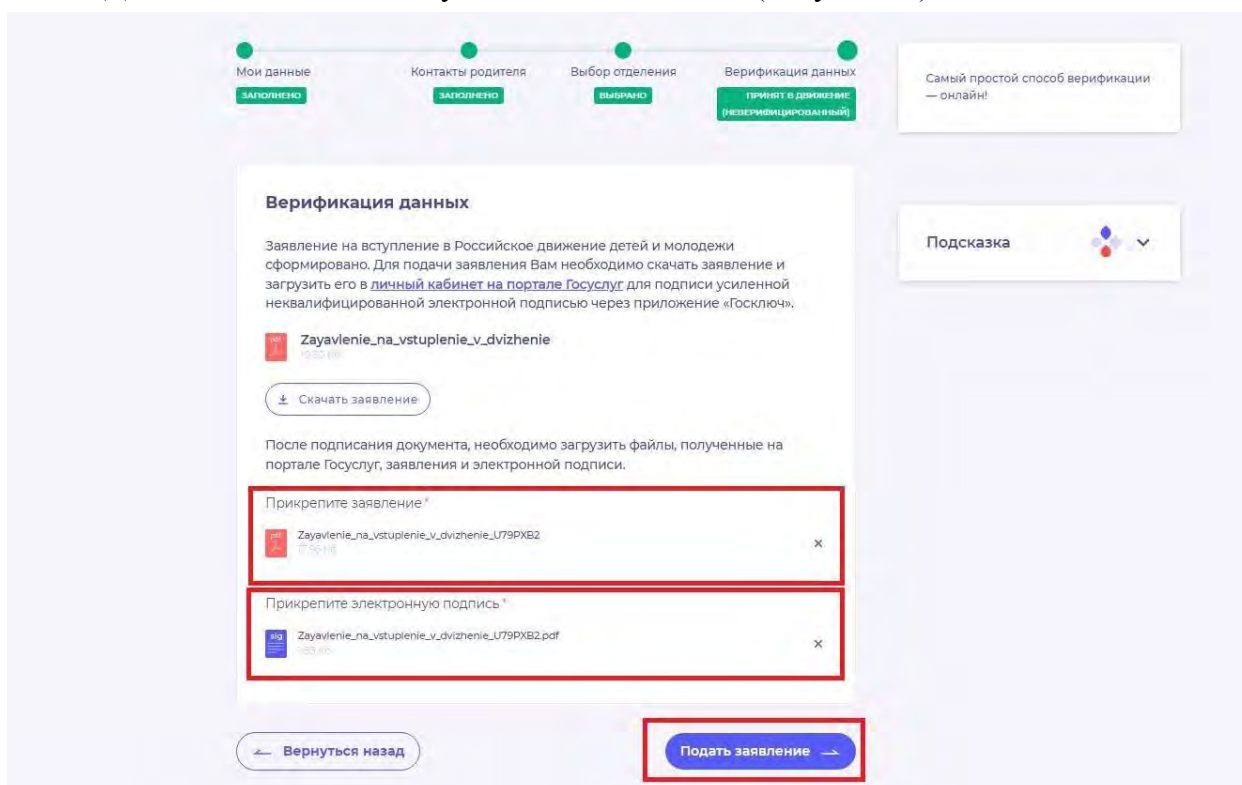 Мои данные
ЗАПОЛНЕНО
Контакты родителя
ЗАПОЛНЕНО
Выбор отделения
ВЫБРАНО
Верификация данных
ПРИНЯТ В ДВИЖЕНИЕ
(НЕВЕРИФИЦИРОВАННЫЙ)
Самый простой способ верификации
— онлайн!
Подсказка
Верификация данных
Заявление на вступление в Российское движение детей и молодежи
сформировано. Для подачи заявления Вам необходимо скачать заявление и
загрузить его в личный кабинет на портале Госуслуг для подписи усиленной
неквалифицированной электронной подписью через приложение «Госключ».
pdf
Zayavlenie_na_vstuplenie_v_dvizhenie
Скачать заявление
После подписания документа, необходимо загрузить файлы, полученные на
портале Госуслуг, заявления и электронной подписи.
Прикрепите заявление *
pdf
Zayavlenie_na_vstuplenie_v_dvizhenie_U79PXB2
Прикрепите электронную подпись *
sig
Zayavlenie_na_vstuplenie_v_dvizhenie_U79PXB2.pdf
Вернуться назад
Подать заявление